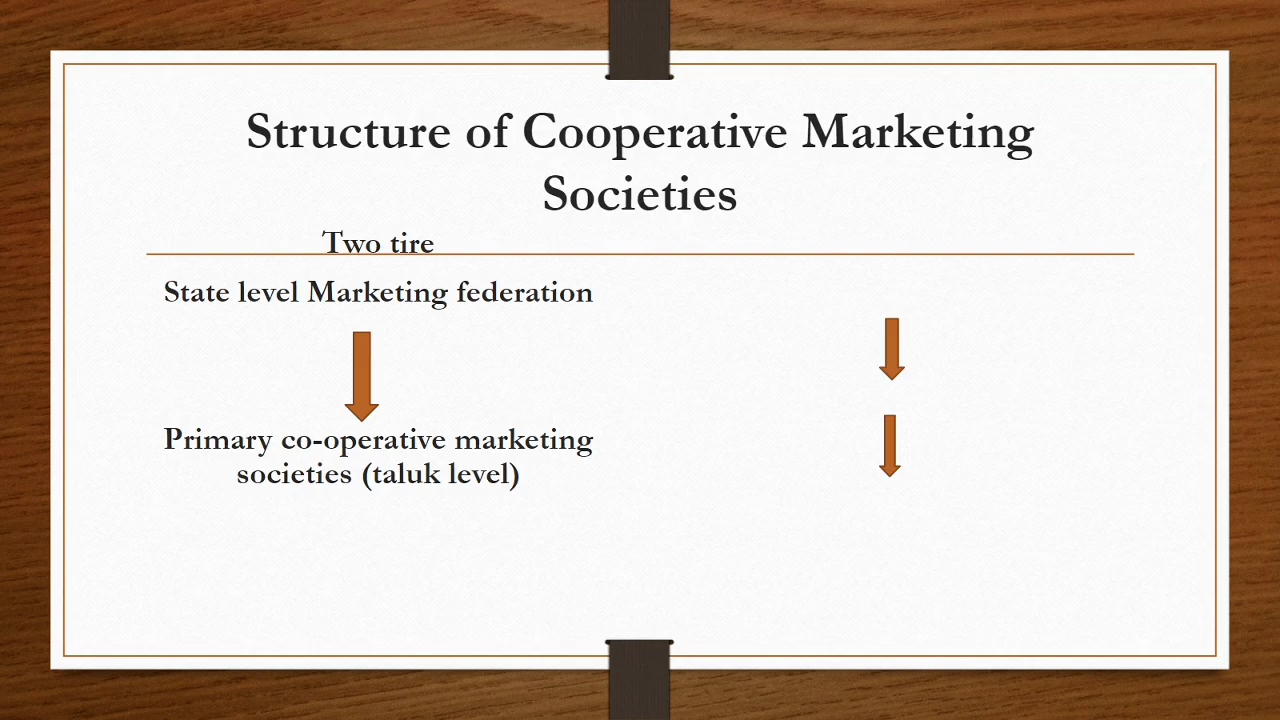 Structure of Cooperative Marketing
Societies
Two tire
State level Marketing federation
Primary co-operative marketing
societies (taluk level)